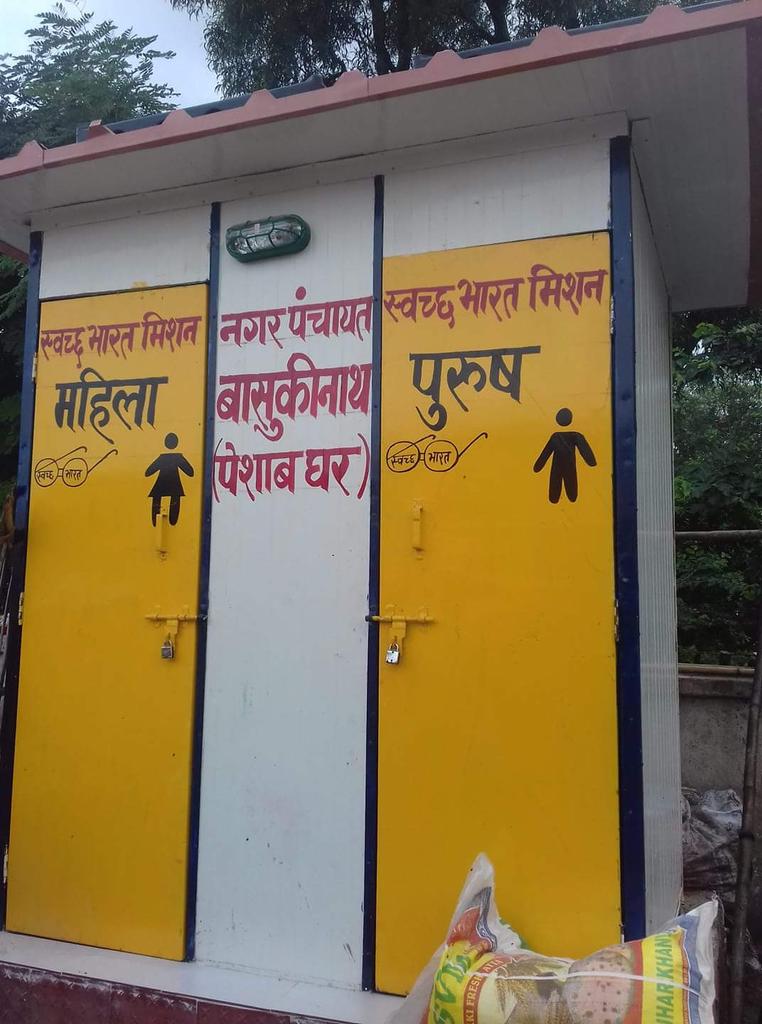 स्वच्छ भारत मिशन
महिला
स्वच्छ भारत
नगर पंचायत
बासुकीनाथ
(पेशाब घर)
स्वच्छ भारत मिशन
पुरुष
स्वच्छ भारत